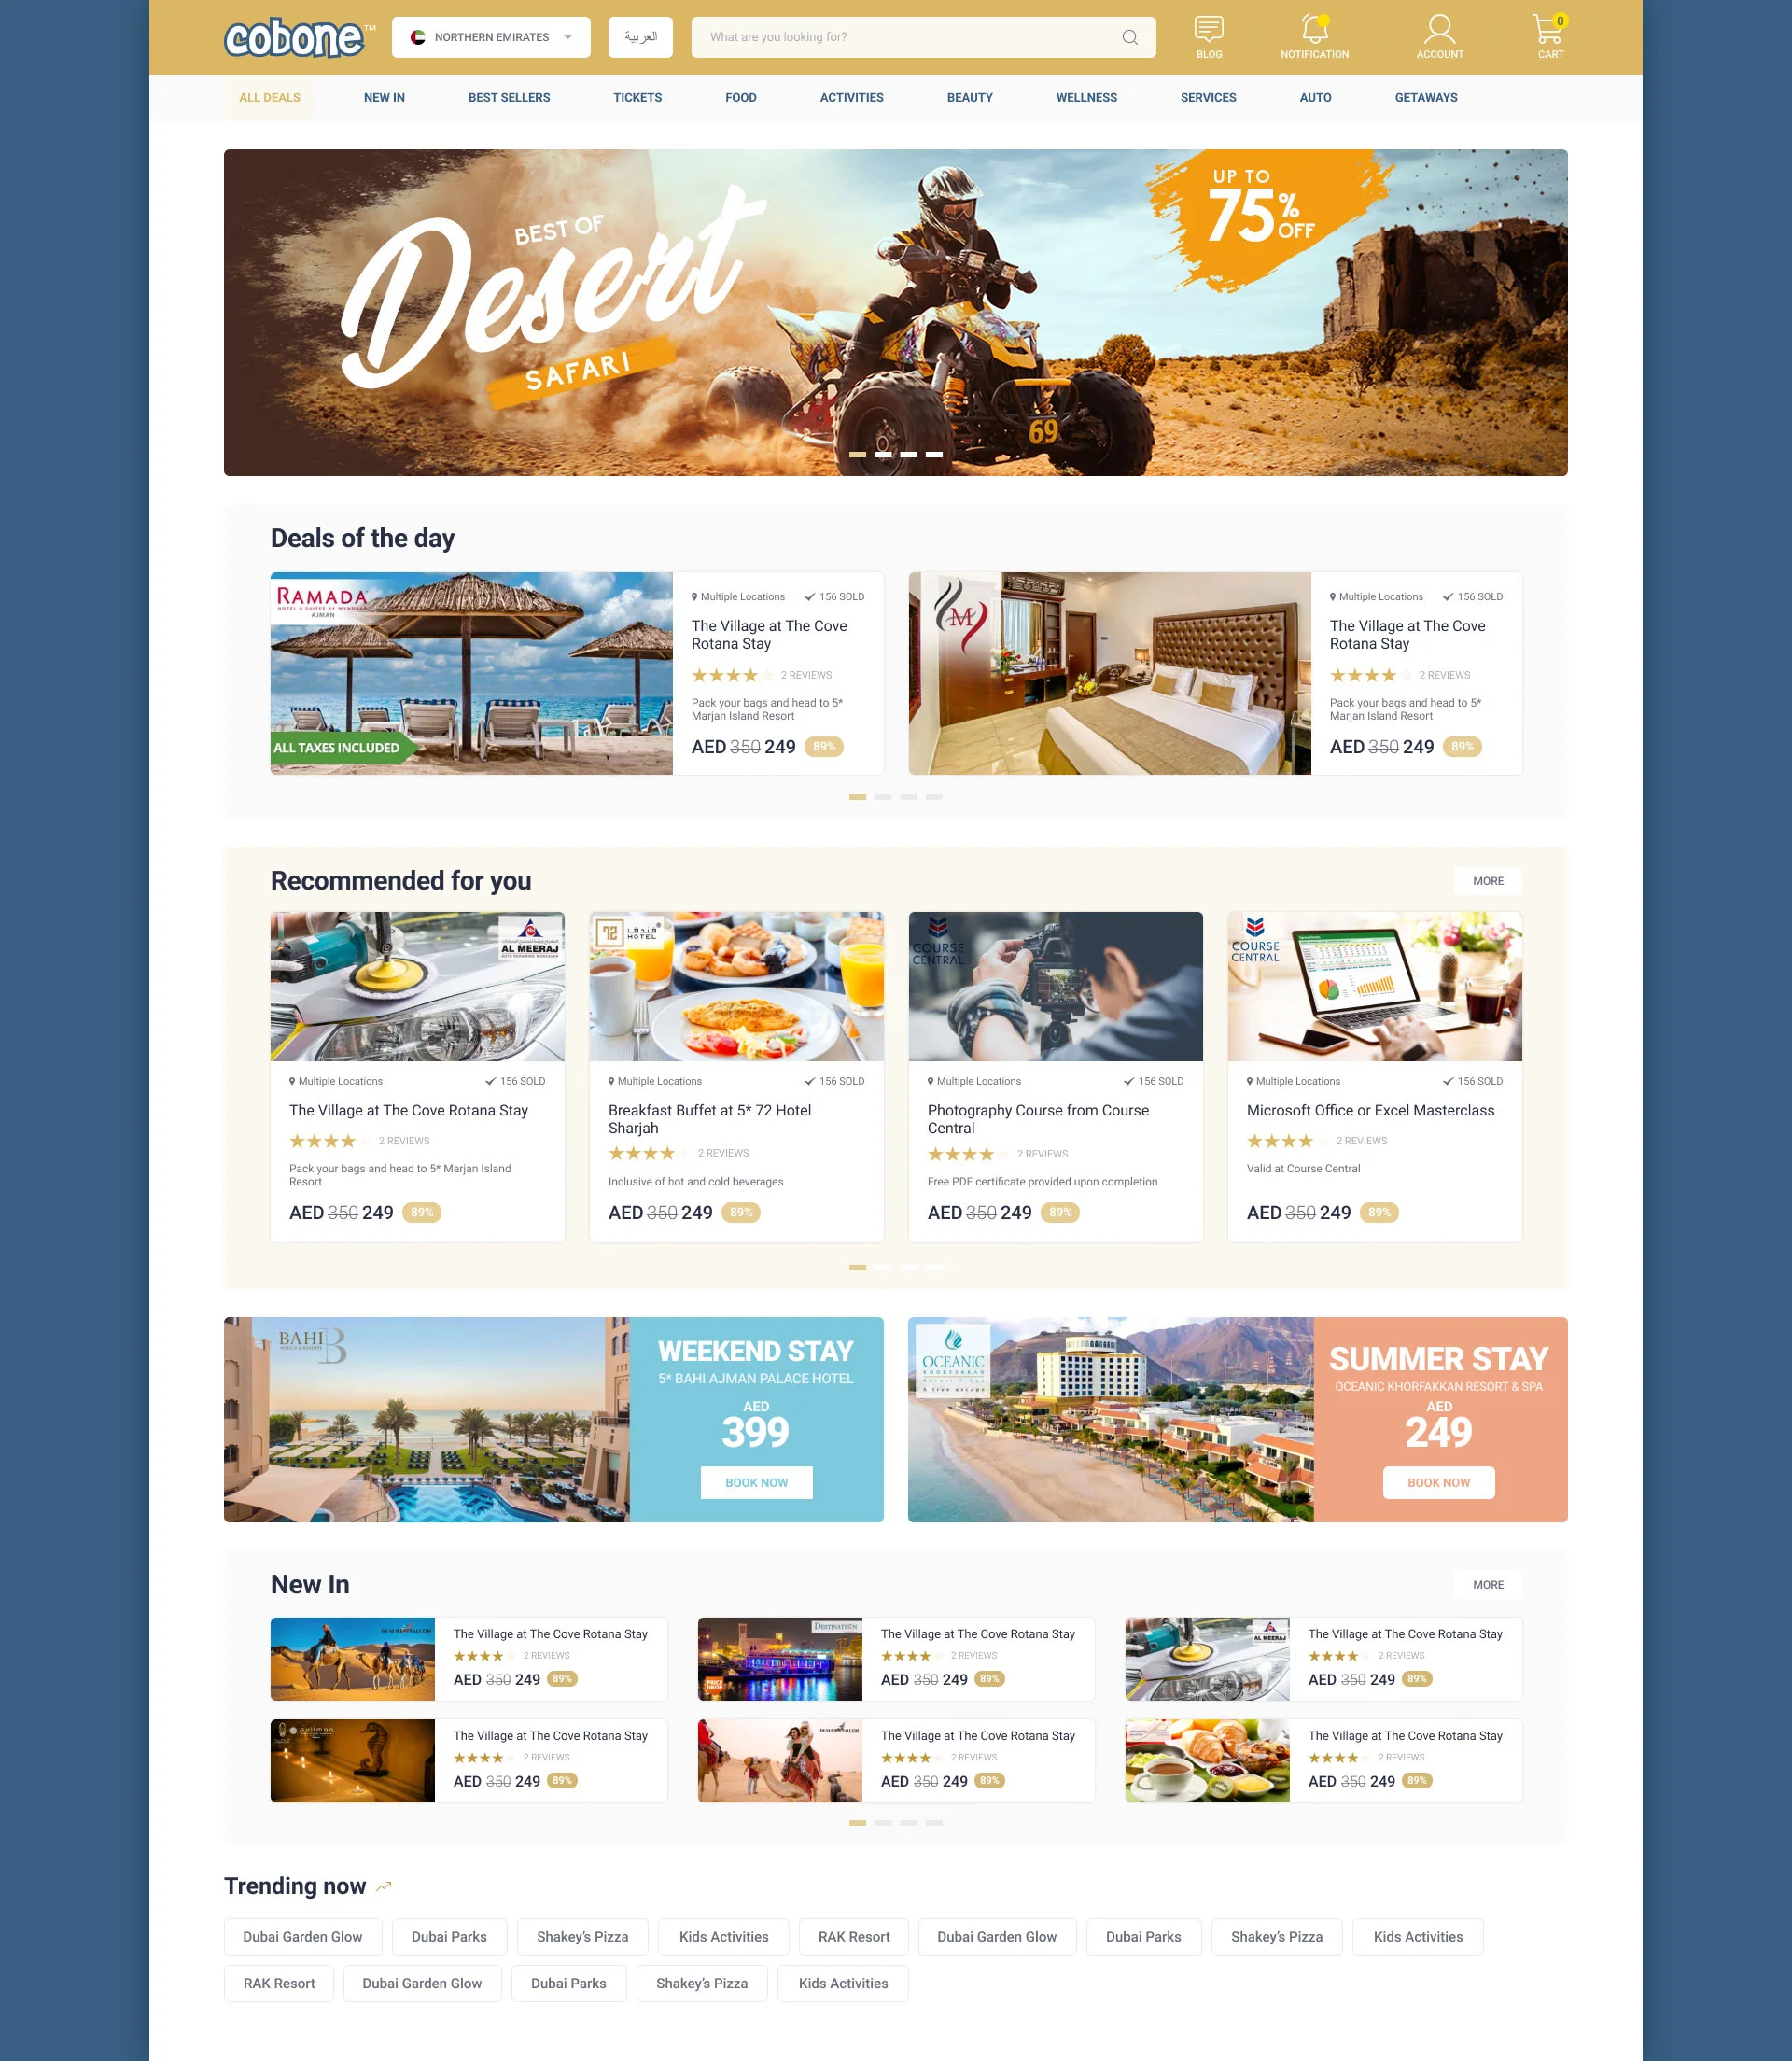 cobone™
NORTHERN EMIRATES
العربية
What are you looking for?
BLOG
NOTIFICATION
ACCOUNT
0
CART
ALL DEALS
NEW IN
BEST SELLERS
TICKETS
FOOD
ACTIVITIES
BEAUTY
WELLNESS
SERVICES
AUTO
GETAWAYS
BEST OF
Desert
SAFARI
UP TO
75%
OFF
69
Deals of the day
RAMADA
HOTEL & SUITES BY WYNDHAM
AJMAN
ALL TAXES INCLUDED
Multiple Locations
156 SOLD
The Village at The Cove
Rotana Stay
2 REVIEWS
Pack your bags and head to 5*
Marjan Island Resort
AED 350 249 89%
M
Multiple Locations
156 SOLD
The Village at The Cove
Rotana Stay
2 REVIEWS
Pack your bags and head to 5*
Marjan Island Resort
AED 350 249 89%
Recommended for you
MORE
AL MEERAJ
Multiple Locations
156 SOLD
The Village at The Cove Rotana Stay
2 REVIEWS
Pack your bags and head to 5* Marjan Island
Resort
AED 350 249 89%
72
فندق
HOTEL
Multiple Locations
156 SOLD
Breakfast Buffet at 5* 72 Hotel
Sharjah
2 REVIEWS
Inclusive of hot and cold beverages
AED 350 249 89%
COURSE
CENTRAL
Multiple Locations
156 SOLD
Photography Course from Course
Central
2 REVIEWS
Free PDF certificate provided upon completion
AED 350 249 89%
COURSE
CENTRAL
Multiple Locations
156 SOLD
Microsoft Office or Excel Masterclass
2 REVIEWS
Valid at Course Central
AED 350 249 89%
BAHI B
HOTELS & RESORTS
WEEKEND STAY
5* BAHI AJMAN PALACE HOTEL
AED
399
BOOK NOW
OCEANIC
KHORFAKKAN
Resort & Spa
A true escape
SUMMER STAY
OCEANIC KHORFAKKAN RESORT & SPA
AED
249
BOOK NOW
New In
MORE
The Village at The Cove Rotana Stay
2 REVIEWS
AED 350 249 89%
DESTINATION
PRICE
DROP
The Village at The Cove Rotana Stay
2 REVIEWS
AED 350 249 89%
AL MEERAJ
The Village at The Cove Rotana Stay
2 REVIEWS
AED 350 249 89%
pullman
The Village at The Cove Rotana Stay
2 REVIEWS
AED 350 249 89%
The Village at The Cove Rotana Stay
2 REVIEWS
AED 350 249 89%
The Village at The Cove Rotana Stay
2 REVIEWS
AED 350 249 89%
Trending now
Dubai Garden Glow
Dubai Parks
Shakey's Pizza
Kids Activities
RAK Resort
Dubai Garden Glow
Dubai Parks
Shakey's Pizza
Kids Activities
RAK Resort
Dubai Garden Glow
Dubai Parks
Shakey's Pizza
Kids Activities